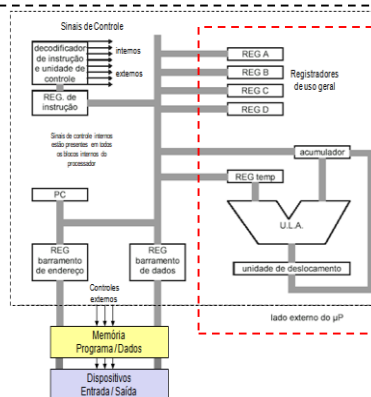 Sinais de Controle
decodificador
de instrução
e unidade de
controle
internos
externos
REG. de
instrução
Sinais de controle internos
estão presentes em todos
os blocos internos do
processador
REG A
REG B
REG C
REG D
Registradores
de uso geral
acumulador
REG temp
U.L.A.
unidade de deslocamento
PC
REG
barramento
de endereço
REG
barramento
de dados
Controles
externos
lado externo do µP
Memória
Programa / Dados
Dispositivos
Entrada / Saída